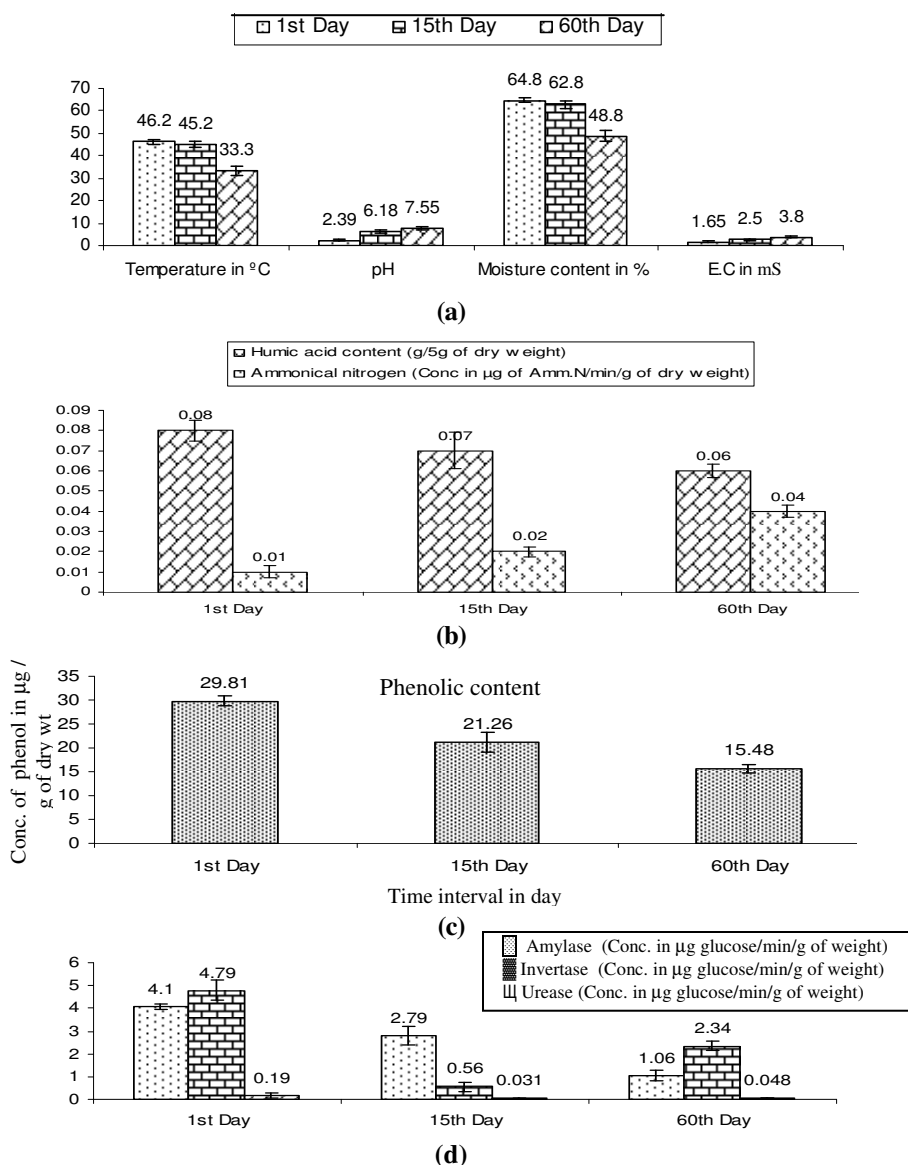 1st Day 15th Day 60th Day
70
60
50
40
30
20
10
0
46.2 45.2 33.3
2.39 6.18 7.55
64.8 62.8 48.8
1.65 2.5 3.8
Temperature in ºC pH Moisture content in % E.C in mS
(a)
Humic acid content (g/5g of dry weight)
Ammonical nitrogen (Conc in µg of Amm.N/min/g of dry weight)
0.09
0.08
0.07
0.06
0.05
0.04
0.03
0.02
0.01
0
0.08 0.01
0.07 0.02
0.06 0.04
1st Day 15th Day 60th Day
(b)
Conc. of phenol in µg /
g of dry wt
35
30
25
20
15
10
5
0
Phenolic content
29.81 21.26 15.48
1st Day 15th Day 60th Day
Time interval in day
(c)
Amylase (Conc. in µg glucose/min/g of weight)
Invertase (Conc. in µg glucose/min/g of weight)
Urease (Conc. in µg glucose/min/g of weight)
6
5
4
3
2
1
0
4.1 4.79 0.19
2.79 0.56 0.031
1.06 2.34 0.048
1st Day 15th Day 60th Day
(d)